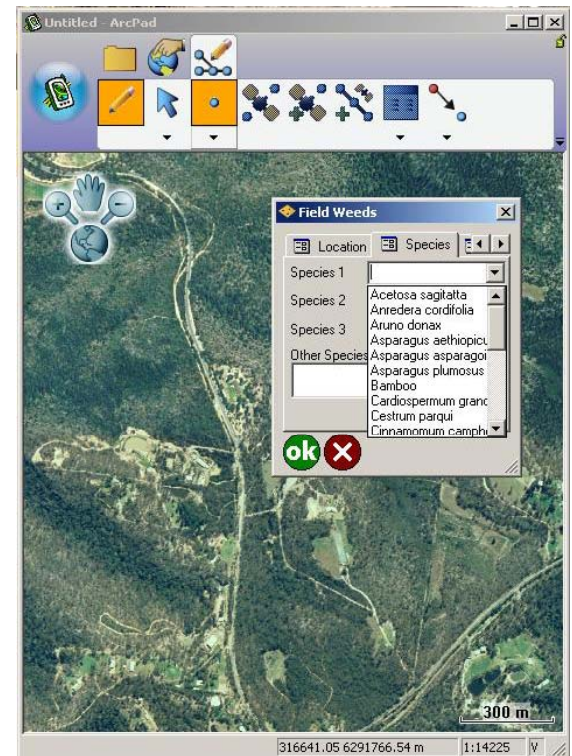 Untitled - ArcPad
Field Weeds
Location
Species
Species 1
Acetosa sagitatta
Anredera cordifolia
Species 2
Aruno donax
Asparagus aethiopicu
Species 3
Asparagus asparagoi
Other Species
Asparagus plumosus
Bamboo
Cardiospermum granc
Cestrum parqui
Cinnamomum camph
ok
300 m
316641.05 6291766.54 m
1:14225
V